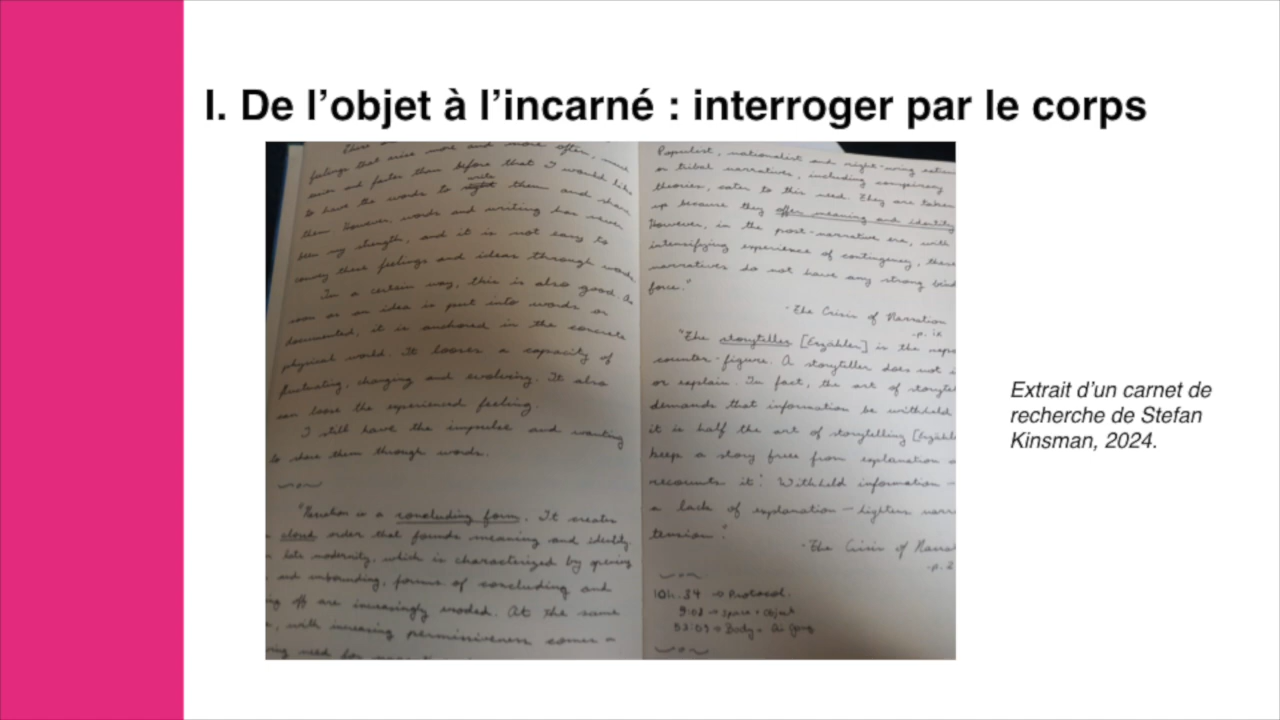 I. De l’objet à l’incarné : interroger par le corps
feelings that arise more and more often, much
and faster than before that I would like
write
to have the words to them and share
them. However, words and writing has never
been my strength, and it is not easy to
convey these feelings and ideas through words.
In a certain way, this is also good. As
soon as an idea is put into words or
documented, it is anchored in the concrete
physical world. It looses a capacity of
fluctuating, changing and evolving. It also
can loose the experienced feeling.
I still have the impulse and wanting
to share them through words.
"Narration is a concluding form. It creates
closed order that founds meaning and identity.
late modernity, which is characterized by opening
and unbounding, forms of concluding and
off are increasingly eroded. At the same
, with increasing permissiveness comes a
need for
Populist, nationalist and right-wing
or tribal narratives, including conspiracy
theories, cater to this need. They are taken
up because they offer meaning and identity
However, in the post-narrative era, with
intensifying experience of contingency, these
narratives do not have any strong
force."
-The Crisis of Narration
p. ix
"The storyteller [Erzähler] is the
counter-figure. A storyteller does not
or explain. In fact, the art of
demands that information be withheld
it is half the art of storytelling
keep a story free from explanation
recounts it". Withheld information –
a lack of explanation – hightens
tension."
-The Crisis of
-p. 2
10h.34 → Protocol.
→ Space + Object
→ Body
Extrait d’un carnet de
recherche de Stefan
Kinsman, 2024.